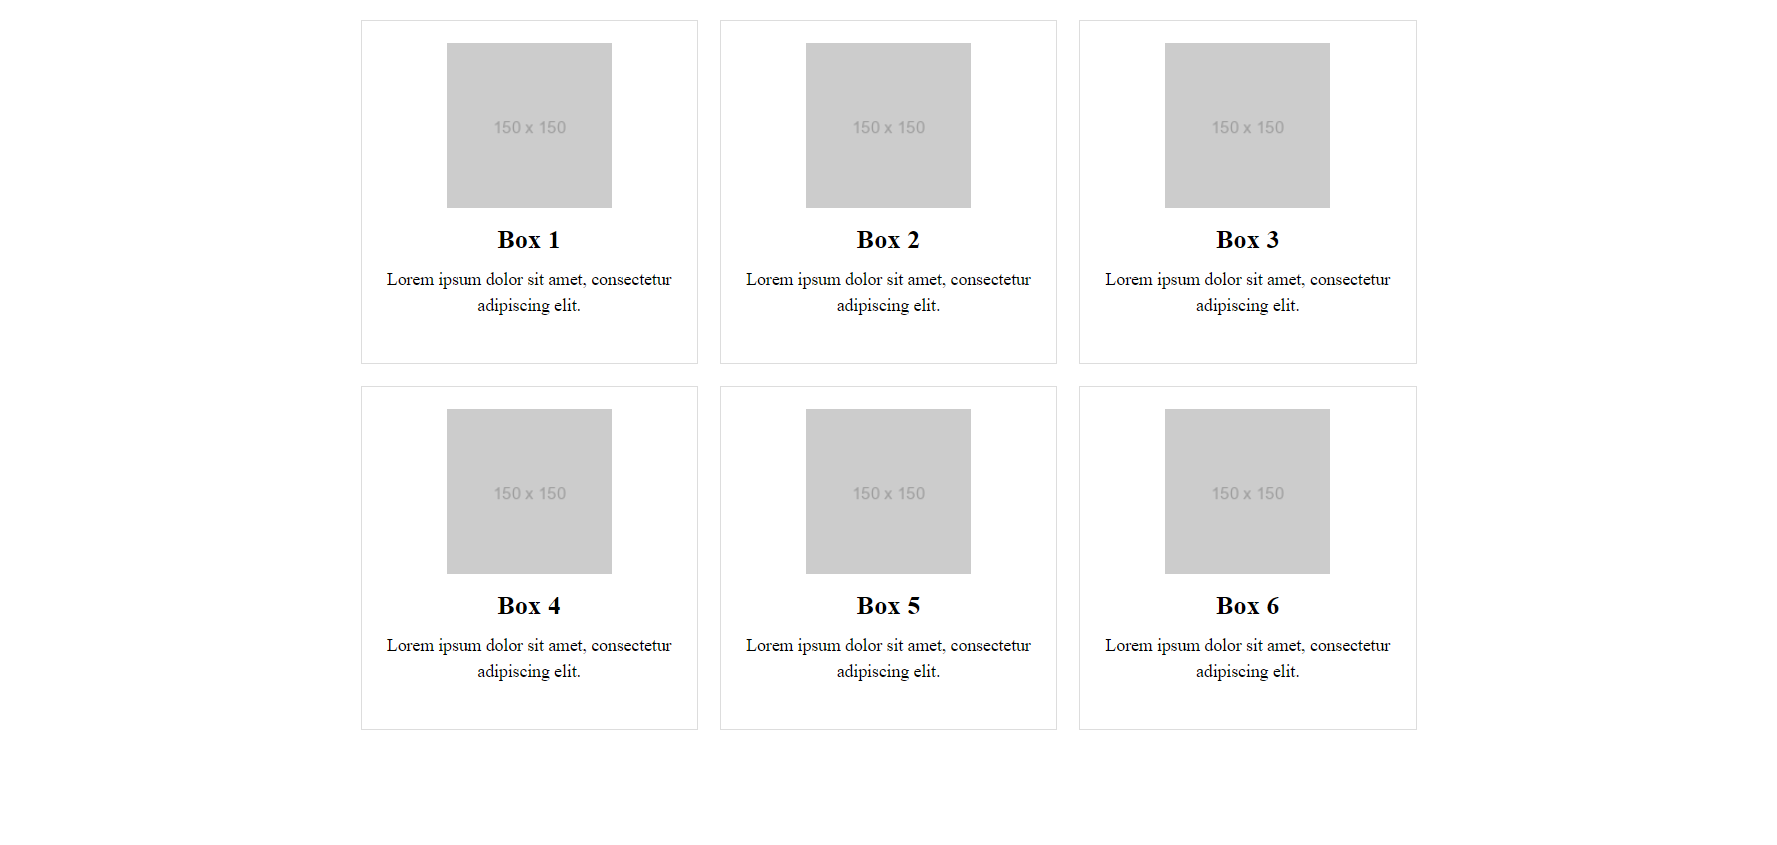 150 x 150
150 x 150
150 x 150
Box 1
Box 2
Box 3
Lorem ipsum dolor sit amet, consectetur
adipiscing elit.
Lorem ipsum dolor sit amet, consectetur
adipiscing elit.
Lorem ipsum dolor sit amet, consectetur
adipiscing elit.
150 x 150
150 x 150
150 x 150
Box 4
Box 5
Box 6
Lorem ipsum dolor sit amet, consectetur
adipiscing elit.
Lorem ipsum dolor sit amet, consectetur
adipiscing elit.
Lorem ipsum dolor sit amet, consectetur
adipiscing elit.